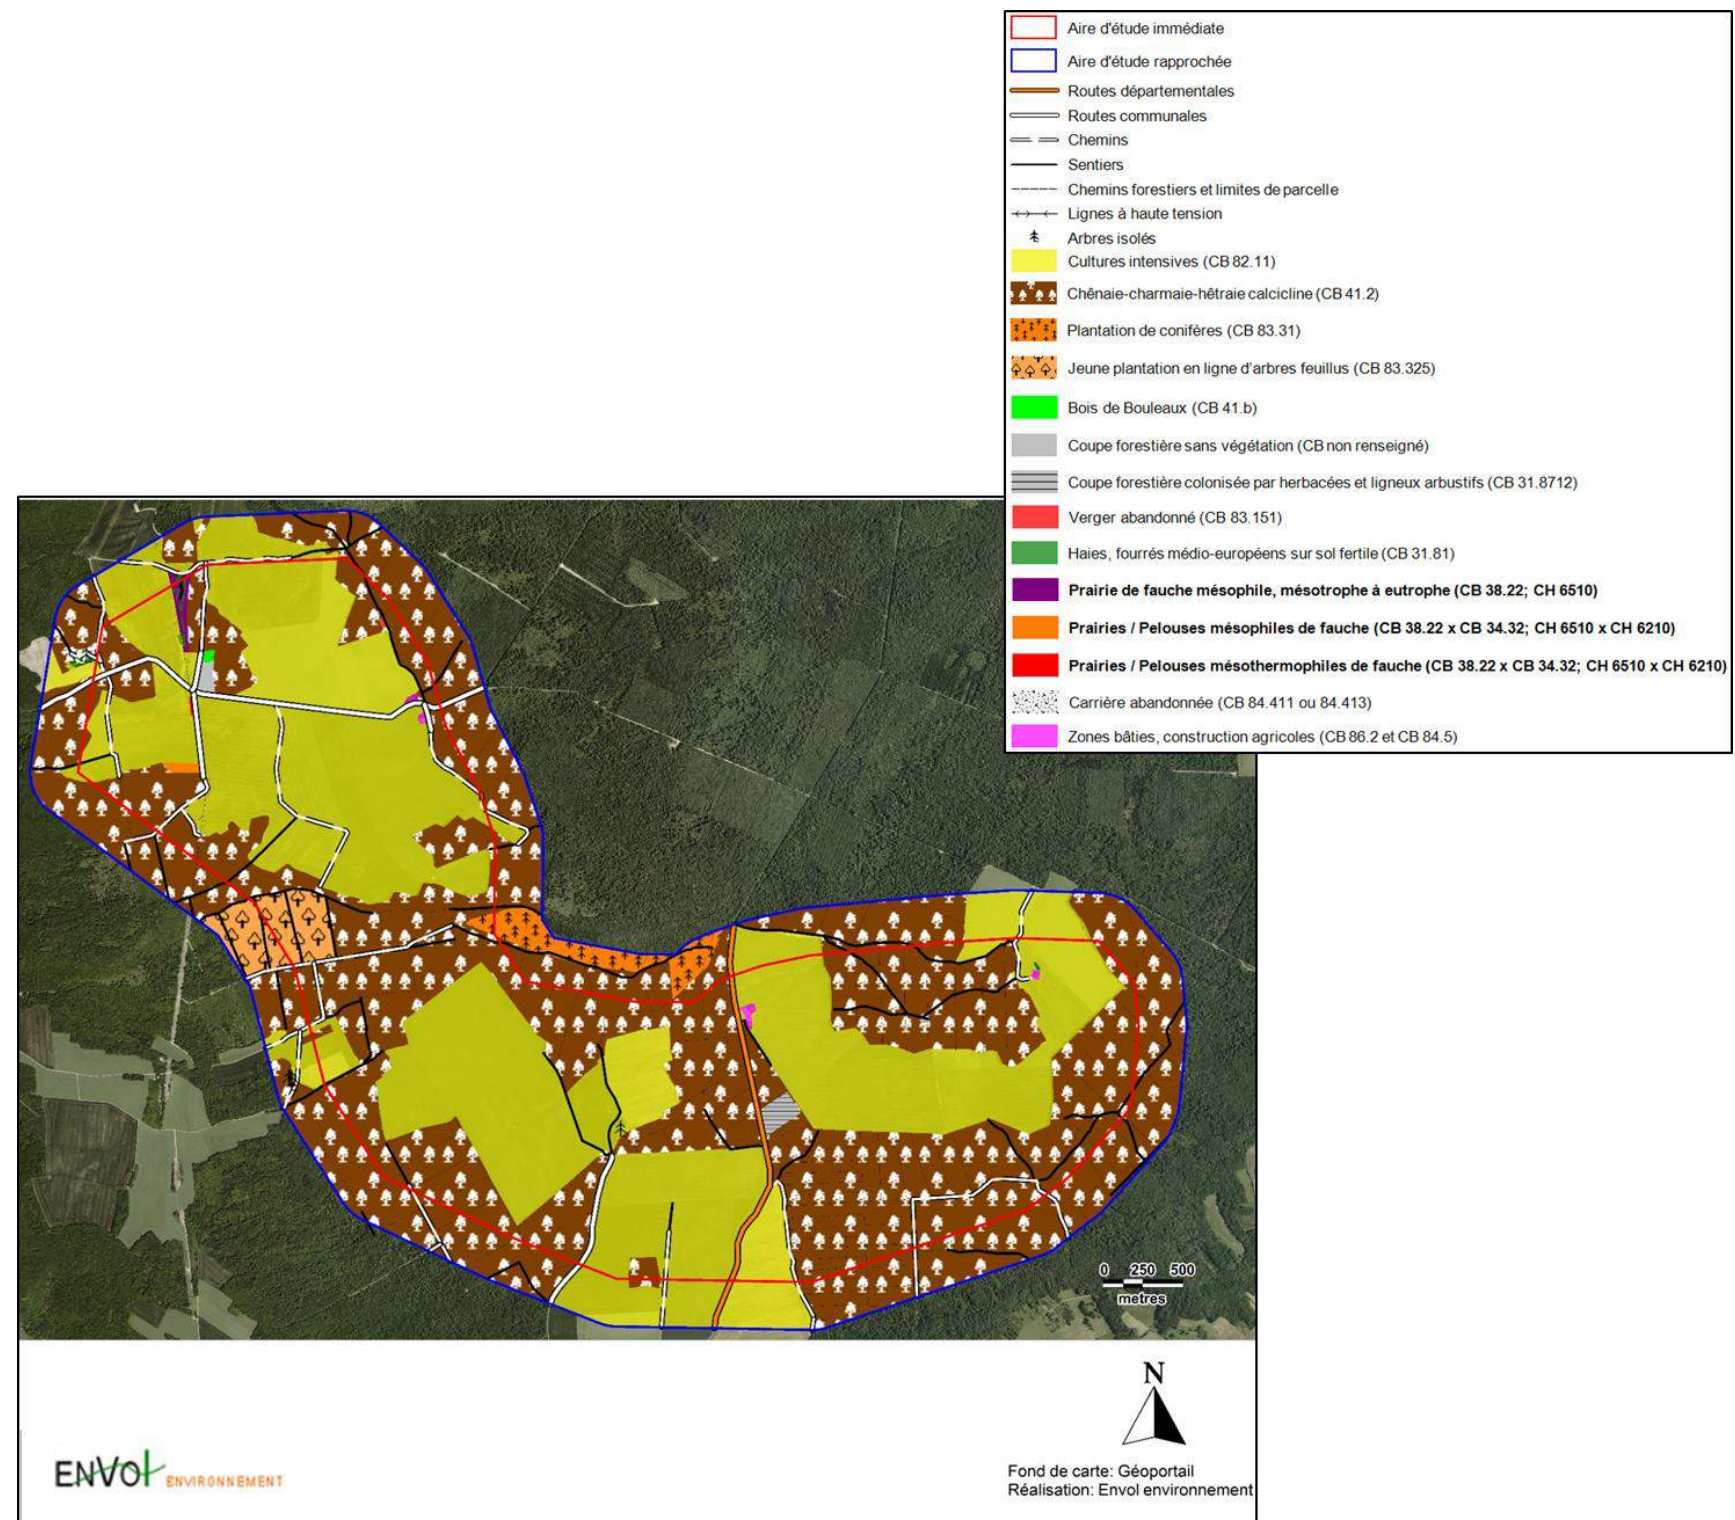 Aire d'étude immédiate
Aire d'étude rapprochée
Routes départementales
Routes communales
Chemins
Sentiers
Chemins forestiers et limites de parcelle
Lignes à haute tension
Arbres isolés
Cultures intensives (CB 82.11)
Chênaie-charmaie-hêtraie calcicline (CB 41.2)
Plantation de conifères (CB 83.31)
Jeune plantation en ligne d'arbres feuillus (CB 83.325)
Bois de Bouleaux (CB 41.b)
Coupe forestière sans végétation (CB non renseigné)
Coupe forestière colonisée par herbacées et ligneux arbustifs (CB 31.8712)
Verger abandonné (CB 83.151)
Haies, fourrés médio-européens sur sol fertile (CB 31.81)
Prairie de fauche mésophile, mésotrophe à eutrophe (CB 38.22; CH 6510)
Prairies / Pelouses mésophiles de fauche (CB 38.22 x CB 34.32; CH 6510 x CH 6210)
Prairies / Pelouses mésothermophiles de fauche (CB 38.22 x CB 34.32; CH 6510 x CH 6210)
Carrière abandonnée (CB 84.411 ou 84.413)
Zones bâties, construction agricoles (CB 86.2 et CB 84.5)
0 250 500
metres
N
ENVOL ENVIRONNEMENT
Fond de carte: Géoportail
Réalisation: Envol environnement